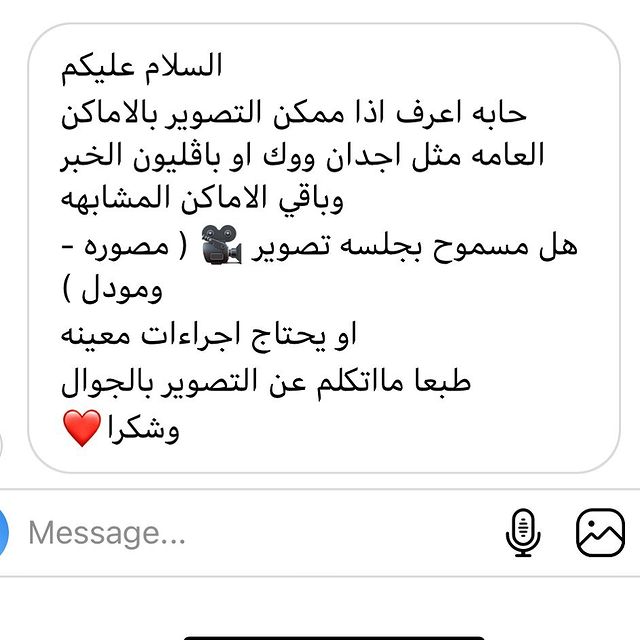 السلام عليكم
حابه اعرف اذا ممكن التصوير بالاماكن
العامه مثل اجدان ووك او باڤليون الخبر
وباقي الاماكن المشابهه
هل مسموح بجلسه تصوير 🎥 ( مصوره -
ومودل )
او يحتاج اجراءات معينه
طبعا مااتكلم عن التصوير بالجوال
وشكرا❤️
Message...